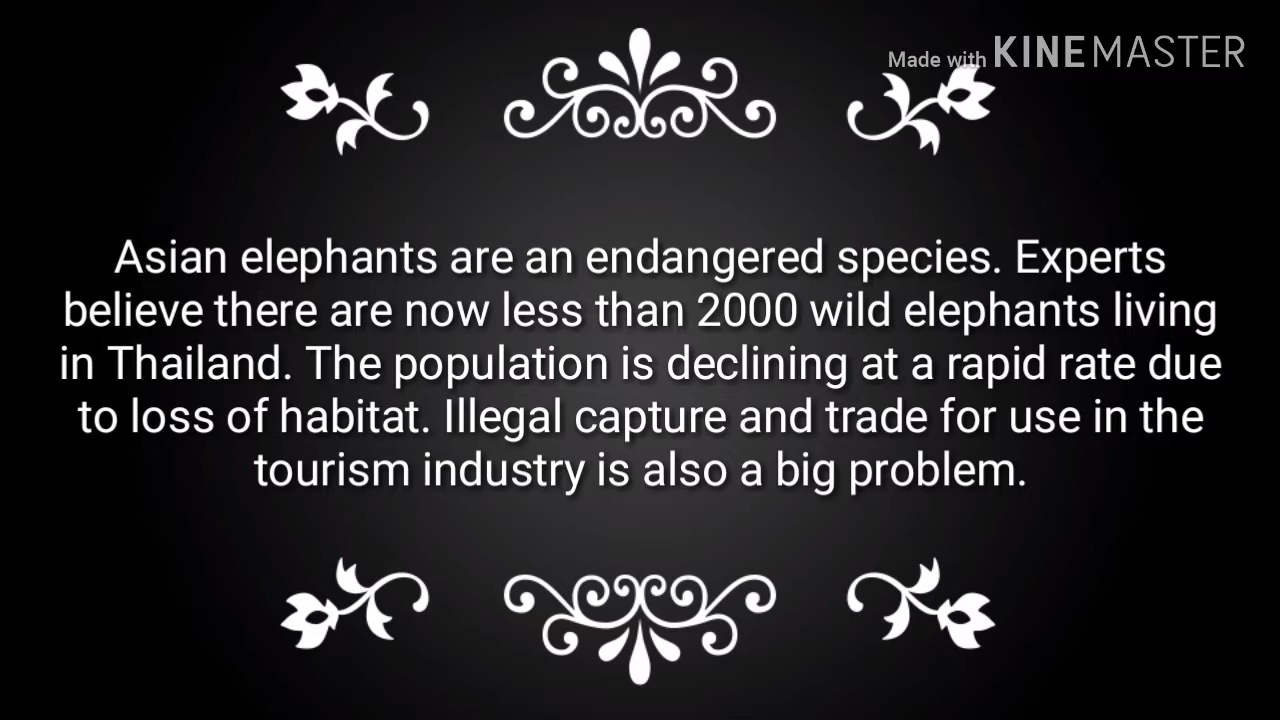 Made with KINEMASTER
Asian elephants are an endangered species. Experts
believe there are now less than 2000 wild elephants living
in Thailand. The population is declining at a rapid rate due
to loss of habitat. Illegal capture and trade for use in the
tourism industry is also a big problem.